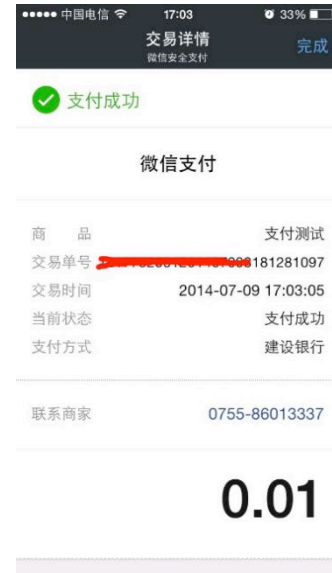 中国电信 17:03 33%
交易详情 完成
微信安全支付
支付成功
微信支付
商 品 支付测试
交易单号 181281097
交易时间 2014-07-09 17:03:05
当前状态 支付成功
支付方式 建设银行
联系商家 0755-86013337
0.01